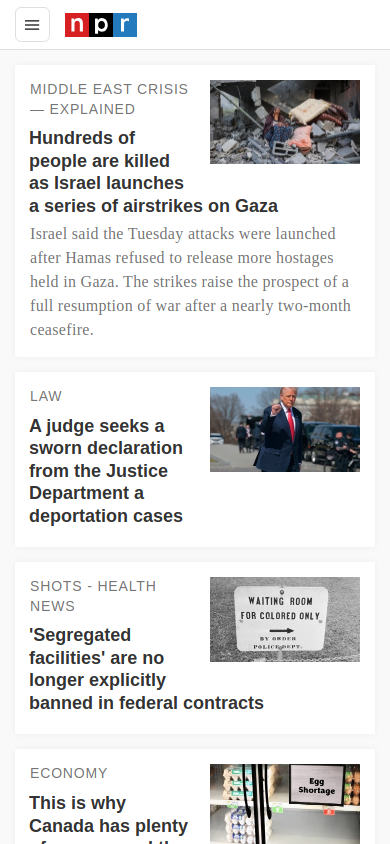 npr
MIDDLE EAST CRISIS
— EXPLAINED
Hundreds of
people are killed
as Israel launches
a series of airstrikes on Gaza
Israel said the Tuesday attacks were launched
after Hamas refused to release more hostages
held in Gaza. The strikes raise the prospect of a
full resumption of war after a nearly two-month
ceasefire.
LAW
A judge seeks a
sworn declaration
from the Justice
Department a
deportation cases
SHOTS - HEALTH
NEWS
'Segregated
facilities' are no
longer explicitly
banned in federal contracts
WAITING ROOM
FOR COLORED ONLY
BY ORDER
POLICE DEPT.
ECONOMY
This is why
Canada has plenty
Egg
Shortage